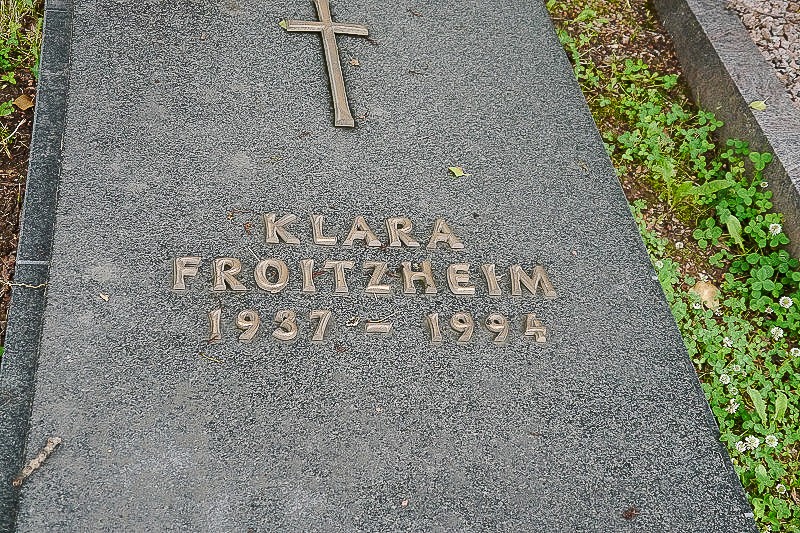 KLARA
FROITZHEIM
1937 - 1994